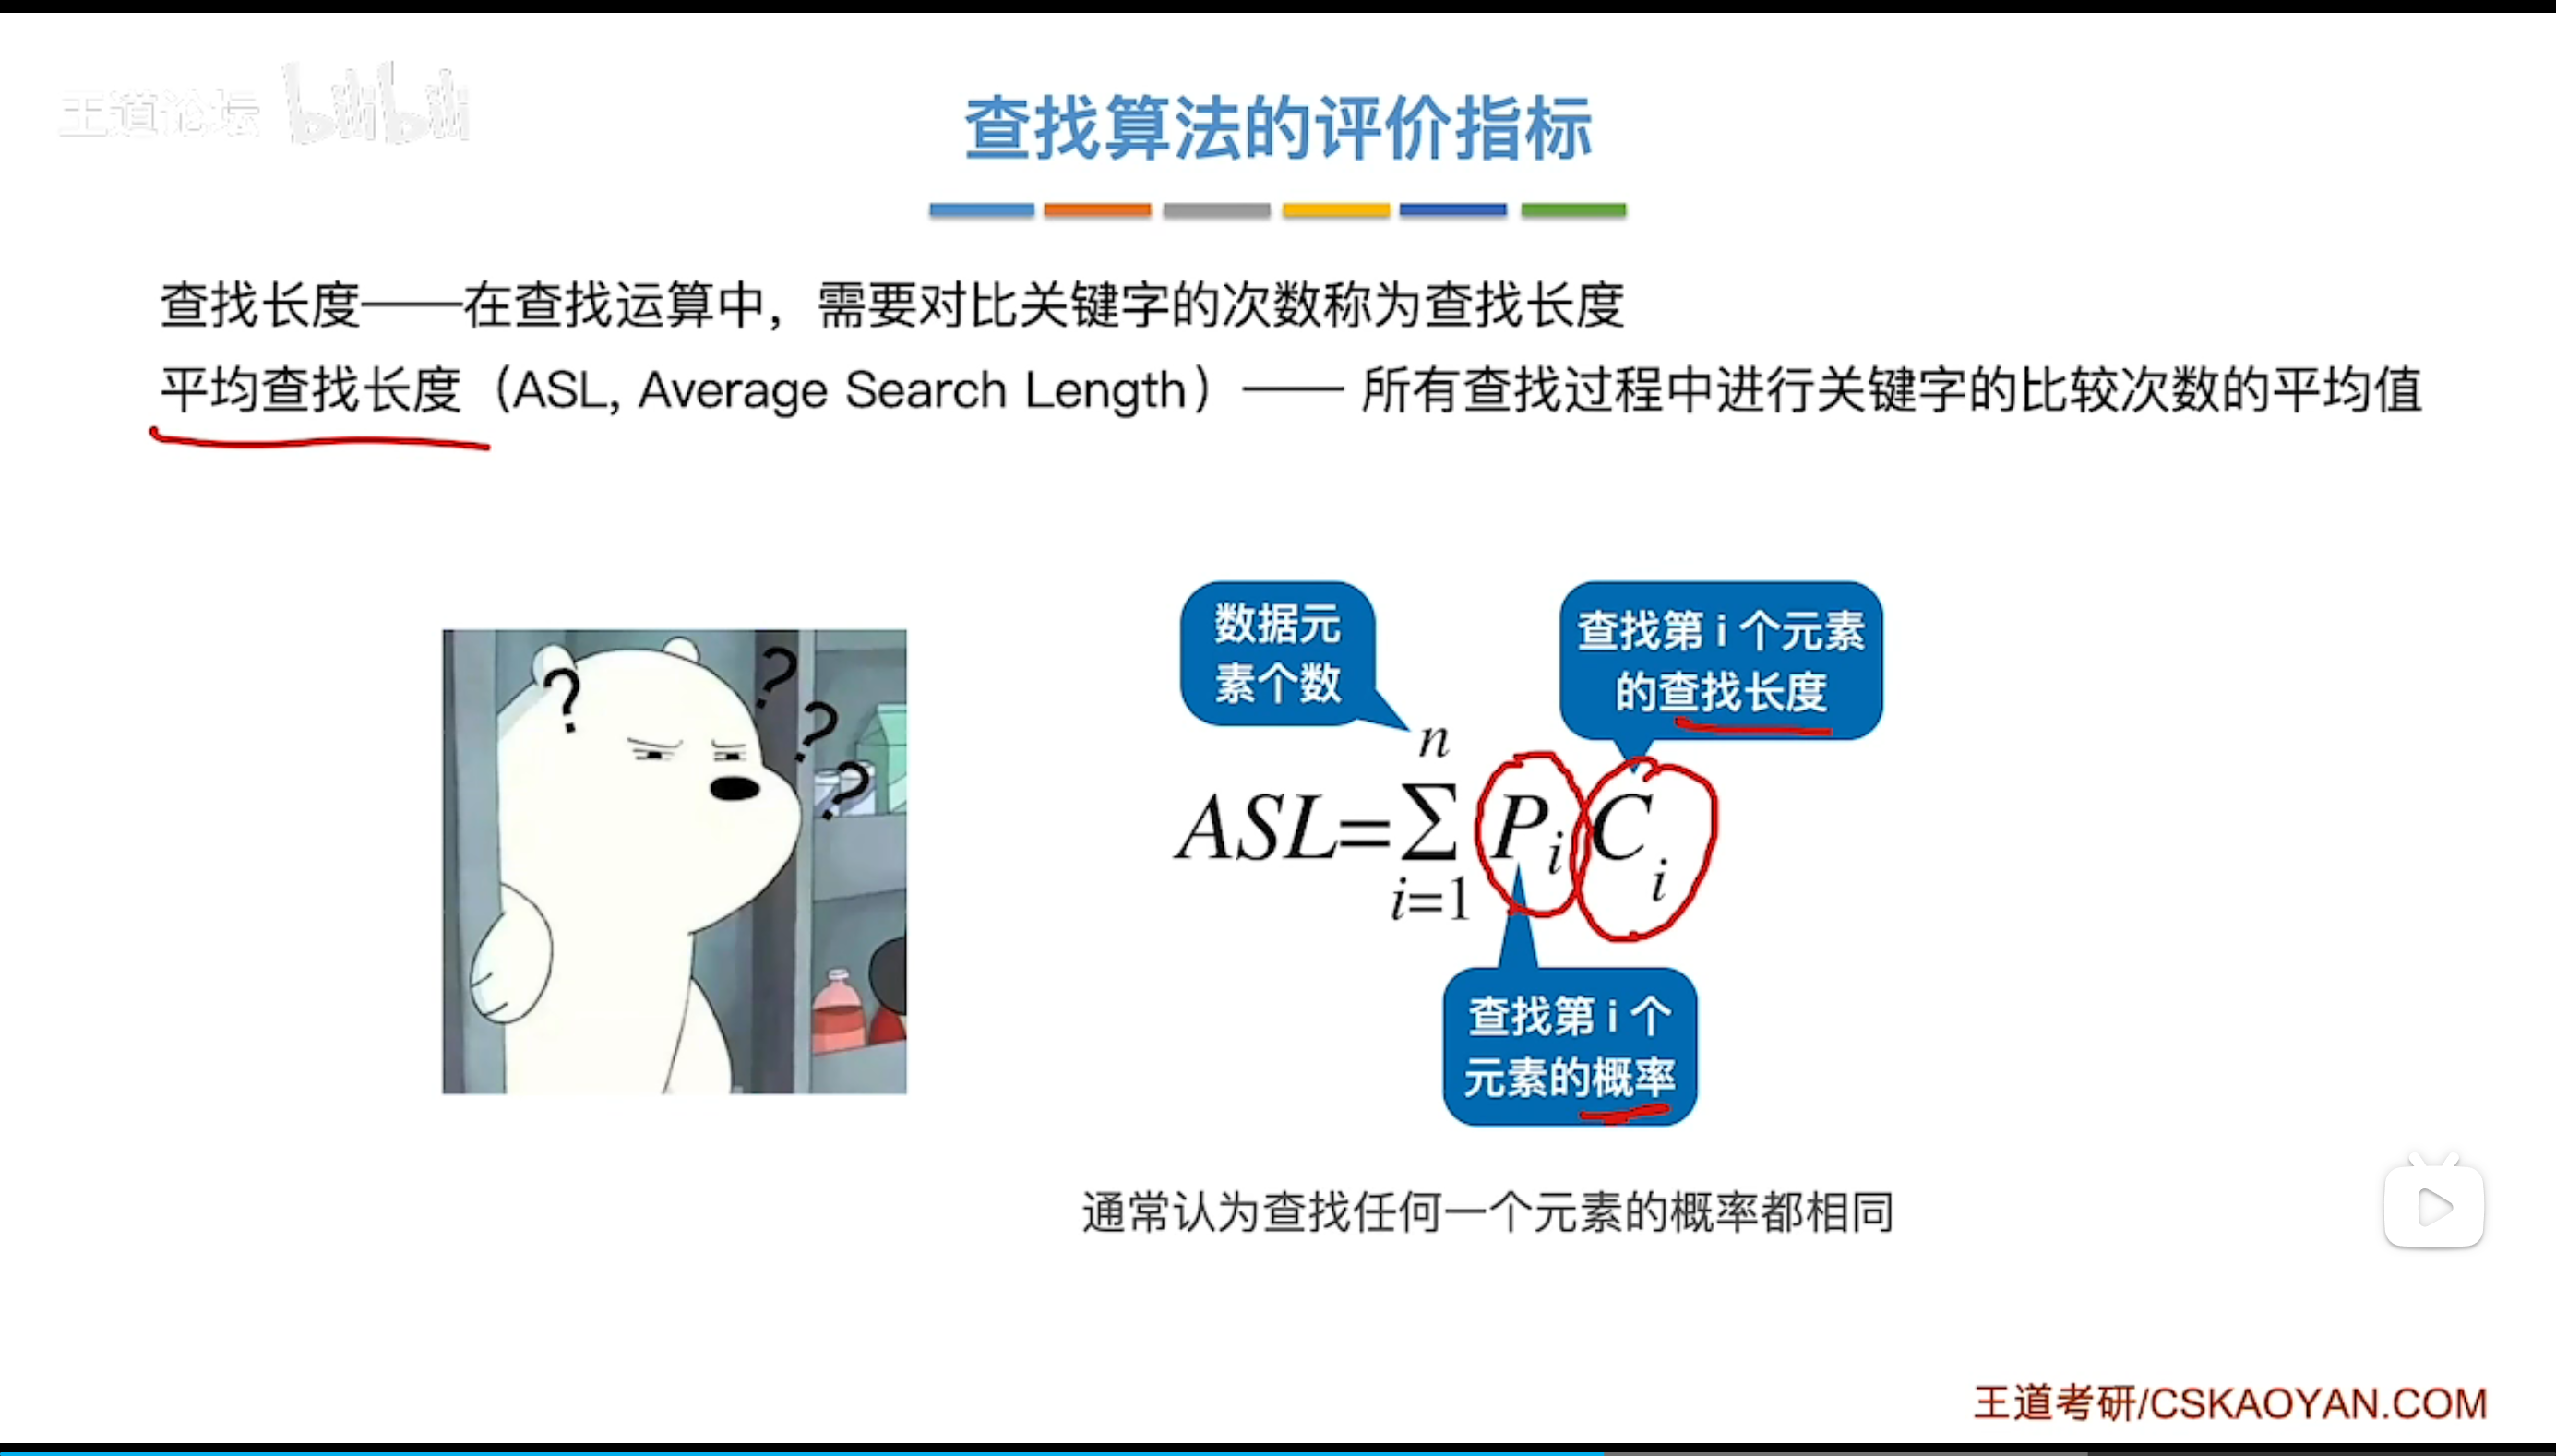 王道论坛 bilibili
查找算法的评价指标
查找长度——在查找运算中，需要对比关键字的次数称为查找长度
平均查找长度（ASL, Average Search Length）—— 所有查找过程中进行关键字的比较次数的平均值
数据元
素个数
查找第 i 个元素
的查找长度
? ? ? ?
n
ASL=∑ P_i C_i
i=1
查找第 i 个
元素的概率
通常认为查找任何一个元素的概率都相同
王道考研/CSKAOYAN.COM